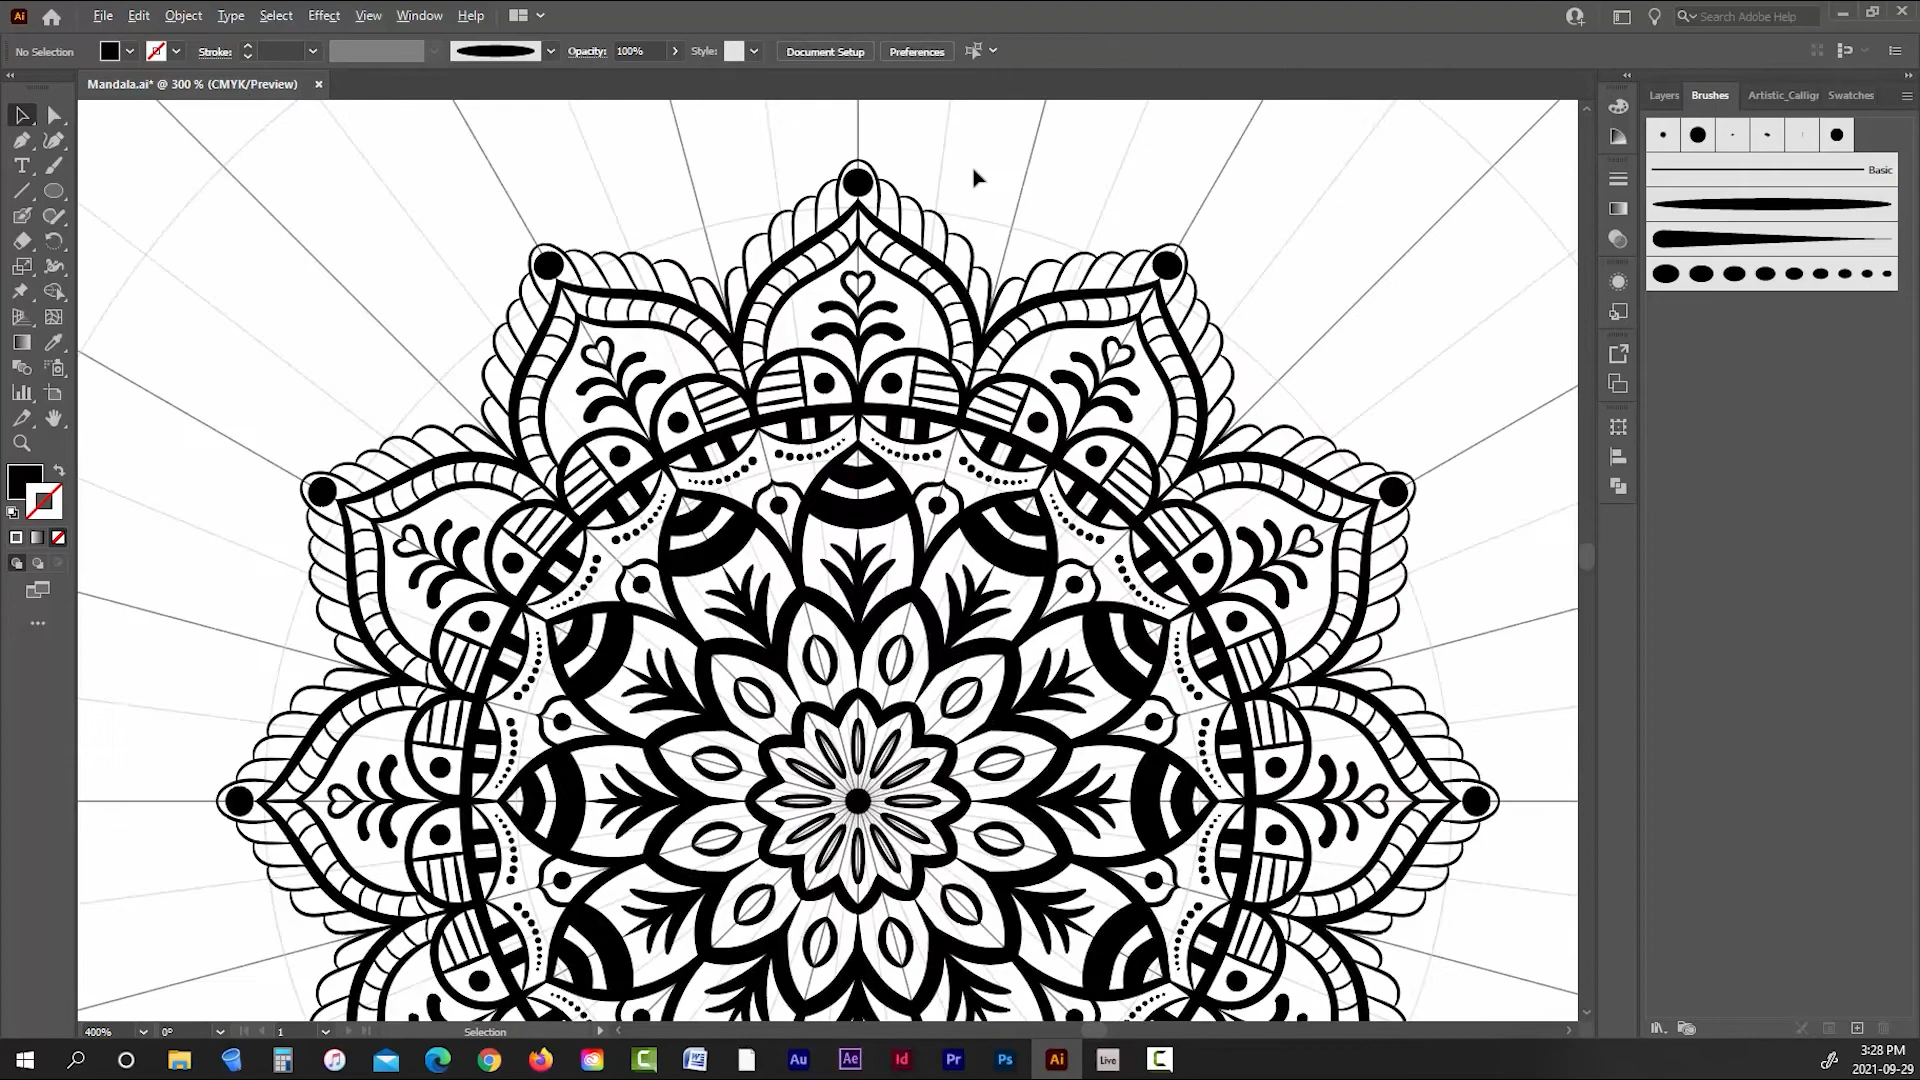 Ai File Edit Object Type Select Effect View Window Help Search Adobe Help
No Selection Stroke: Opacity: 100% Style: Document Setup Preferences
Mandala.ai* @ 300 % (CMYK/Preview)
Layers Brushes Artistic_Calligr Swatches
Basic
400% 0° 1 Selection
Au Ae Id Pr Ps Ai Live
3:28 PM
2021-09-29